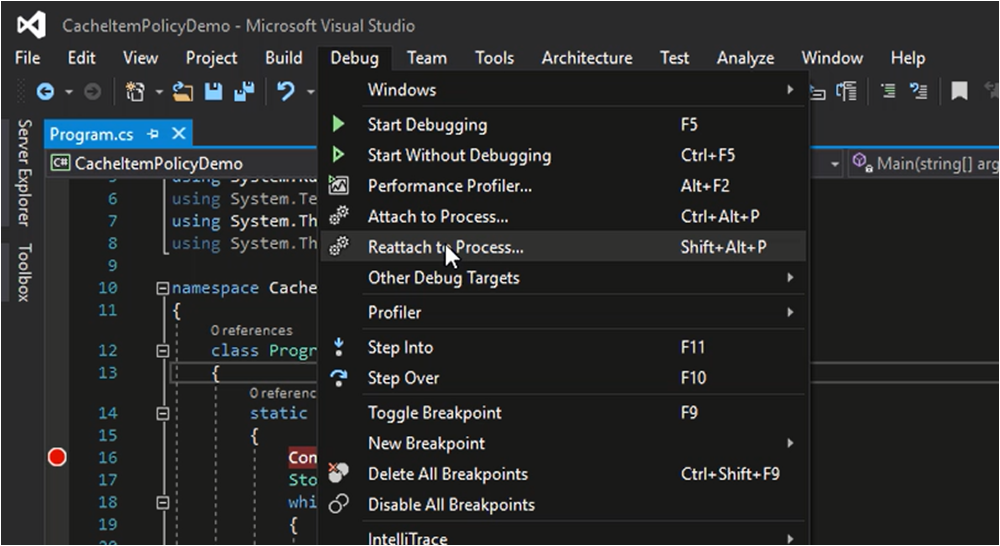 CacheItemPolicyDemo - Microsoft Visual Studio
File Edit View Project Build Debug Team Tools Architecture Test Analyze Window Help
Windows
Program.cs
Start Debugging F5
Server Explorer
Toolbox
C# CacheItemPolicyDemo
Main(string[] arg
Start Without Debugging Ctrl+F5
Performance Profiler... Alt+F2
Attach to Process... Ctrl+Alt+P
Reattach to Process... Shift+Alt+P
Other Debug Targets
Profiler
Step Into F11
Step Over F10
Toggle Breakpoint F9
New Breakpoint
Delete All Breakpoints Ctrl+Shift+F9
Disable All Breakpoints
IntelliTrace
6 using System.Te
7 using System.Th
8 using System.Th
9
10 namespace Cache
11 {
0 references
12 class Progr
13 {
0 referenc
14 static
15 {
16 Con
17 Sto
18 whi
19 {